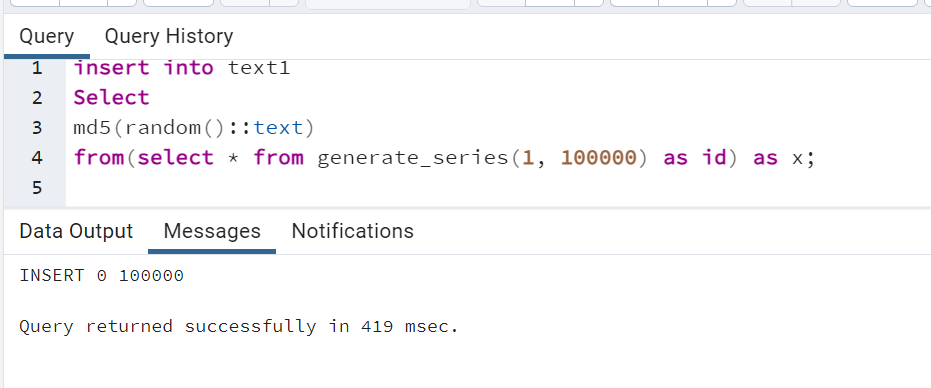 Query Query History
1 insert into text1
2 Select
3 md5(random()::text)
4 from(select * from generate_series(1, 100000) as id) as x;
5
Data Output Messages Notifications
INSERT 0 100000
Query returned successfully in 419 msec.